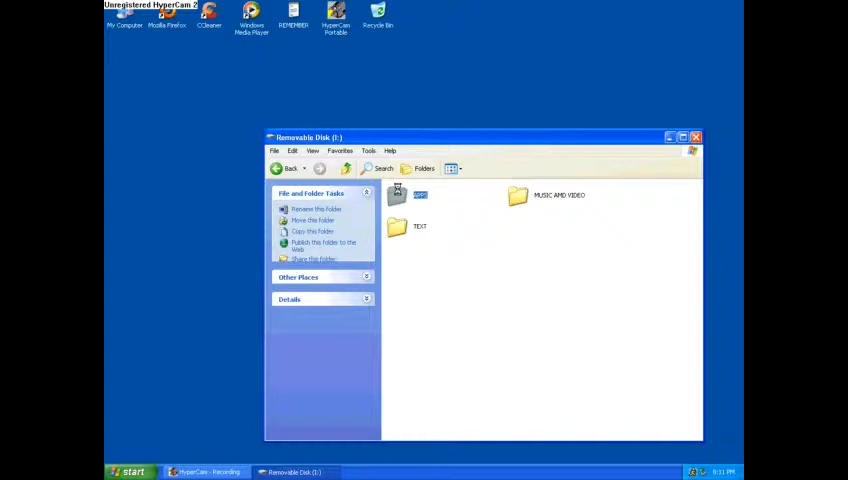 Unregistered HyperCam 2
My Computer
Mozilla Firefox
CCleaner
Windows
Media Player
REMEMBER
HyperCam
Portable
Recycle Bin
Removable Disk (I:)
File Edit View Favorites Tools Help
Back
Search
Folders
File and Folder Tasks
Rename this folder
Move this folder
Copy this folder
Publish this folder to the
Web
Share this folder
Other Places
Details
APPS
MUSIC AMD VIDEO
TEXT
start
HyperCam - Recording
Removable Disk (I:)
8:31 PM